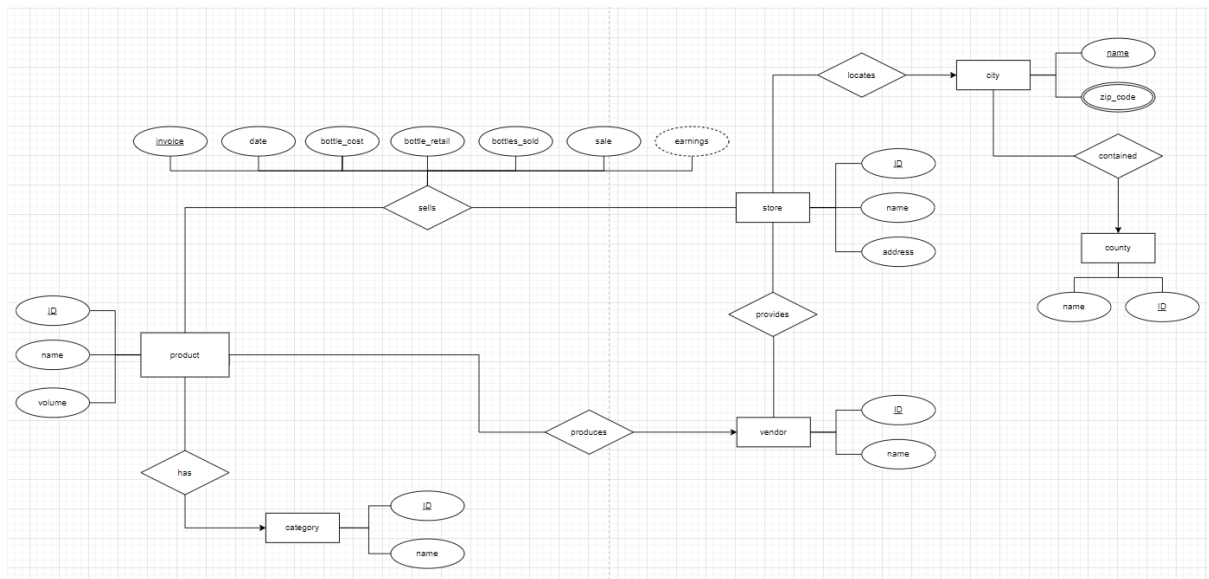 name
locates
city
zip_code
invoice
date
bottle_cost
bottle_retail
bottles_sold
sale
earnings
contained
ID
sells
store
name
address
county
ID
name
ID
provides
name
product
volume
ID
produces
vendor
name
has
ID
category
name